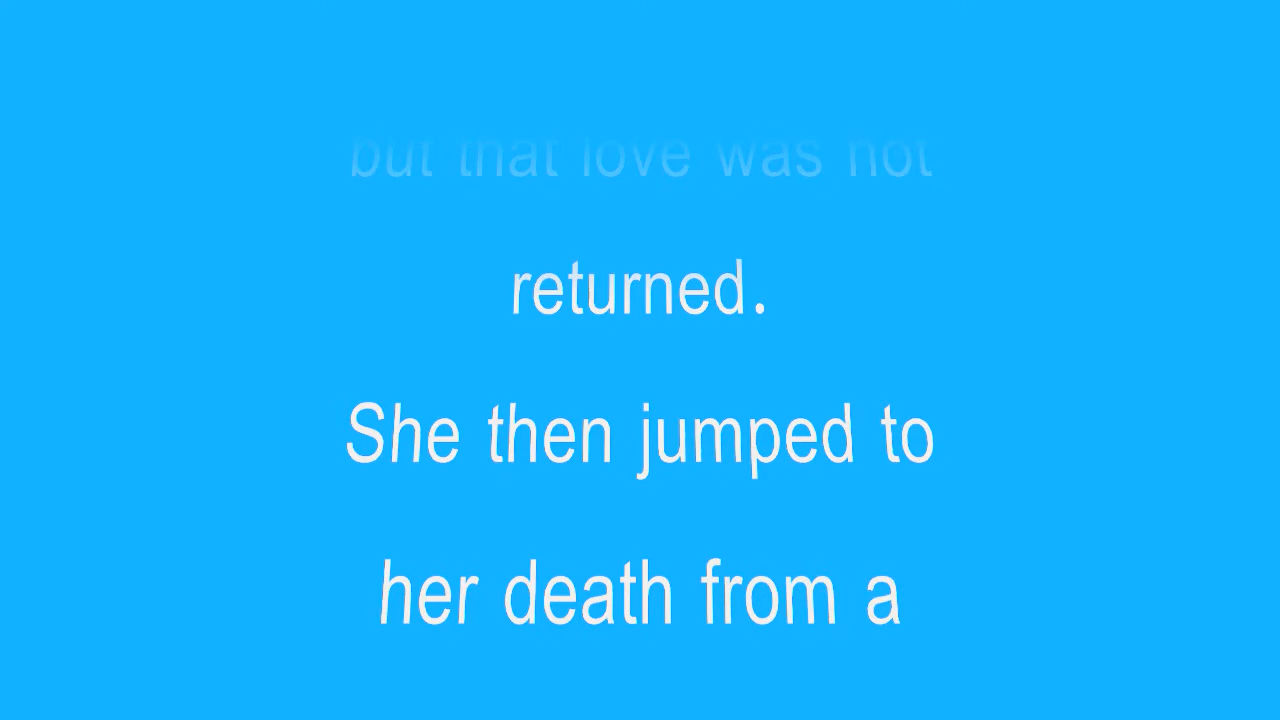 but that love was not
returned.
She then jumped to
her death from a